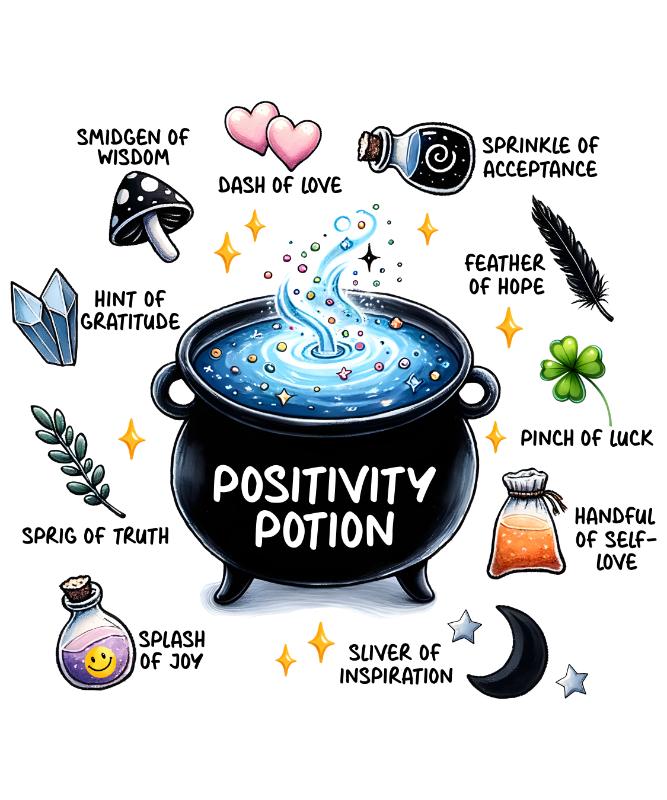 SMIDGEN OF
WISDOM
DASH OF LOVE
SPRINKLE OF
ACCEPTANCE
FEATHER
OF HOPE
HINT OF
GRATITUDE
PINCH OF LUCK
POSITIVITY
POTION
SPRIG OF TRUTH
HANDFUL
OF SELF-
LOVE
SPLASH
OF JOY
SLIVER OF
INSPIRATION